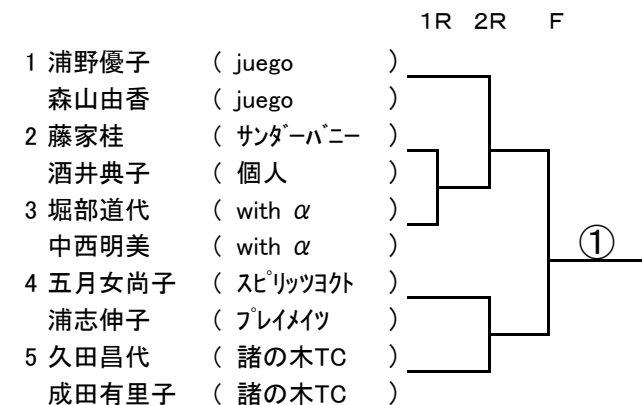 1R 2R F
1 浦野優子 ( juego )
森山由香 ( juego )
2 藤家桂 ( ｻﾝﾀﾞｰﾊﾞﾆｰ )
酒井典子 ( 個人 )
3 堀部道代 ( with α )
中西明美 ( with α )
①
4 五月女尚子 ( ｽﾋﾟﾘｯﾂﾖｸﾄ )
浦志伸子 ( ﾌﾟﾚｲﾒｲﾂ )
5 久田昌代 ( 諸の木TC )
成田有里子 ( 諸の木TC )